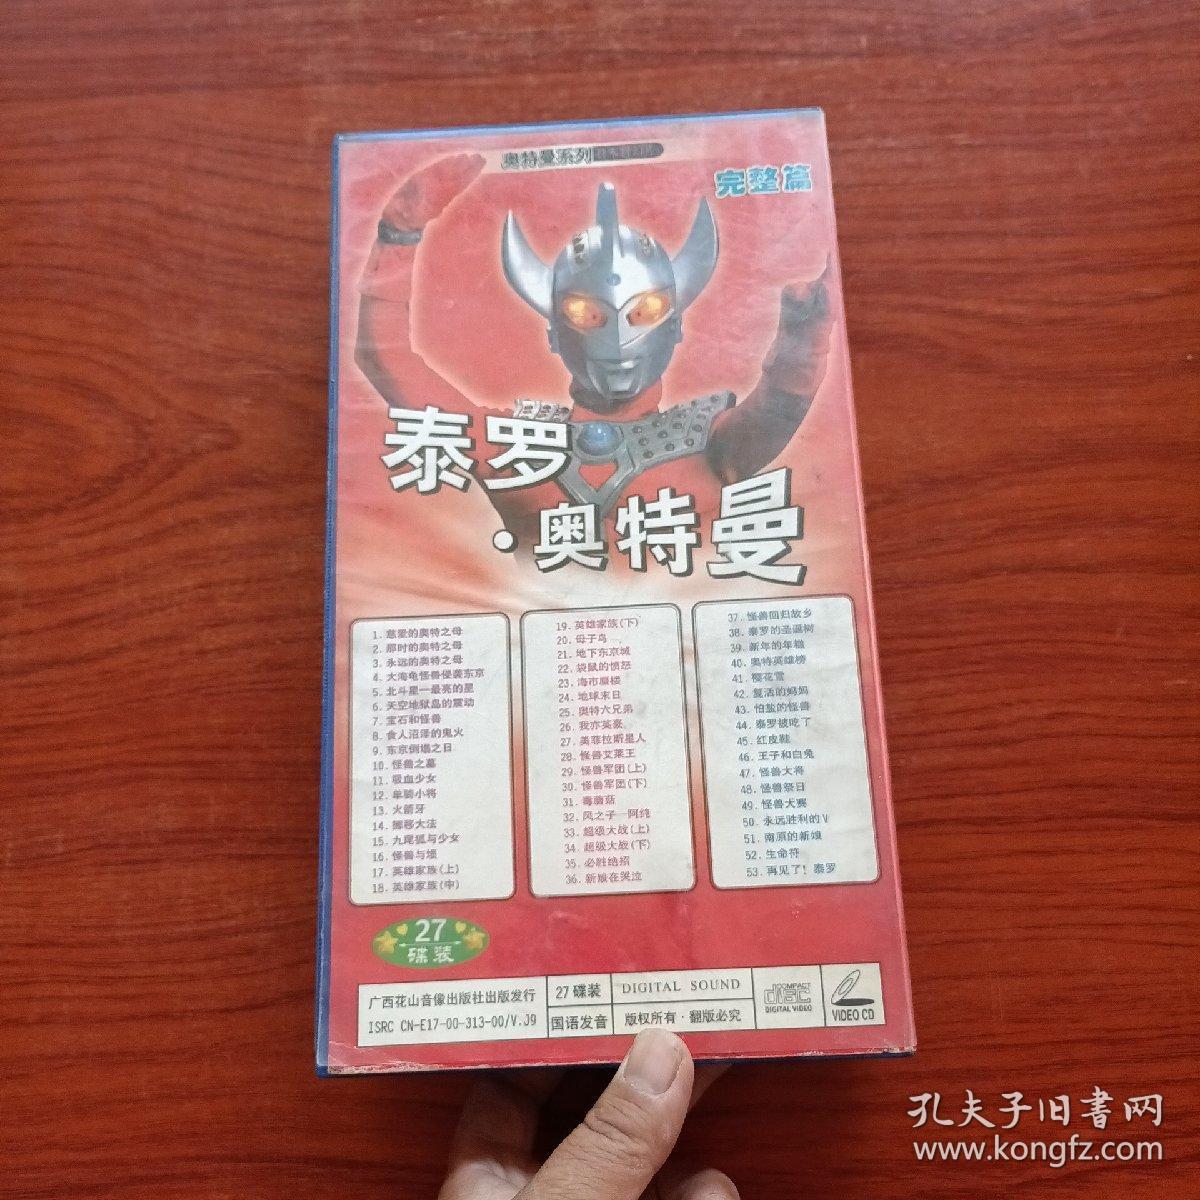 奥特曼系列
完整篇
泰罗
·奥特曼
1. 慈爱的奥特之母
2. 那时的奥特之母
3. 永远的奥特之母
4. 大海龟怪兽侵袭东京
5. 北斗星—最亮的星
6. 天空地狱岛的震动
7. 宝石和怪兽
8. 食人沼泽的鬼火
9. 东京倒塌之日
10. 怪兽之墓
11. 吸血少女
12. 单骑小将
13. 火箭牙
14. 挪移大法
15. 九尾狐与少女
16. 怪兽与埙
17. 英雄家族(上)
18. 英雄家族(中)
19. 英雄家族(下)
20. 母子鸟
21. 地下东京城
22. 袋鼠的愤怒
23. 海市蜃楼
24. 地球末日
25. 奥特六兄弟
26. 我亦英豪
27. 美菲拉斯星人
28. 怪兽艾莱王
29. 怪兽军团(上)
30. 怪兽军团(下)
31. 毒蘑菇
32. 风之子—阿纯
33. 超级大战(上)
34. 超级大战(下)
35. 必胜绝招
36. 新娘在哭泣
37. 怪兽回归故乡
38. 泰罗的圣诞树
39. 新年的年糕
40. 奥特英雄榜
41. 樱花雪
42. 复活的妈妈
43. 怕盐的怪兽
44. 泰罗被吃了
45. 红皮鞋
46. 王子和白兔
47. 怪兽大将
48. 怪兽祭日
49. 怪兽犬赛
50. 永远胜利的V
51. 南原的新娘
52. 生命符
53. 再见了!泰罗
27
碟装
广西花山音像出版社出版发行
ISRC CN-E17-00-313-00/V.J9
27 碟装
国语发音
DIGITAL SOUND
版权所有·翻版必究
COMPACT
disc
DIGITAL VIDEO
VIDEO CD
孔夫子旧書网
www.kongfz.com